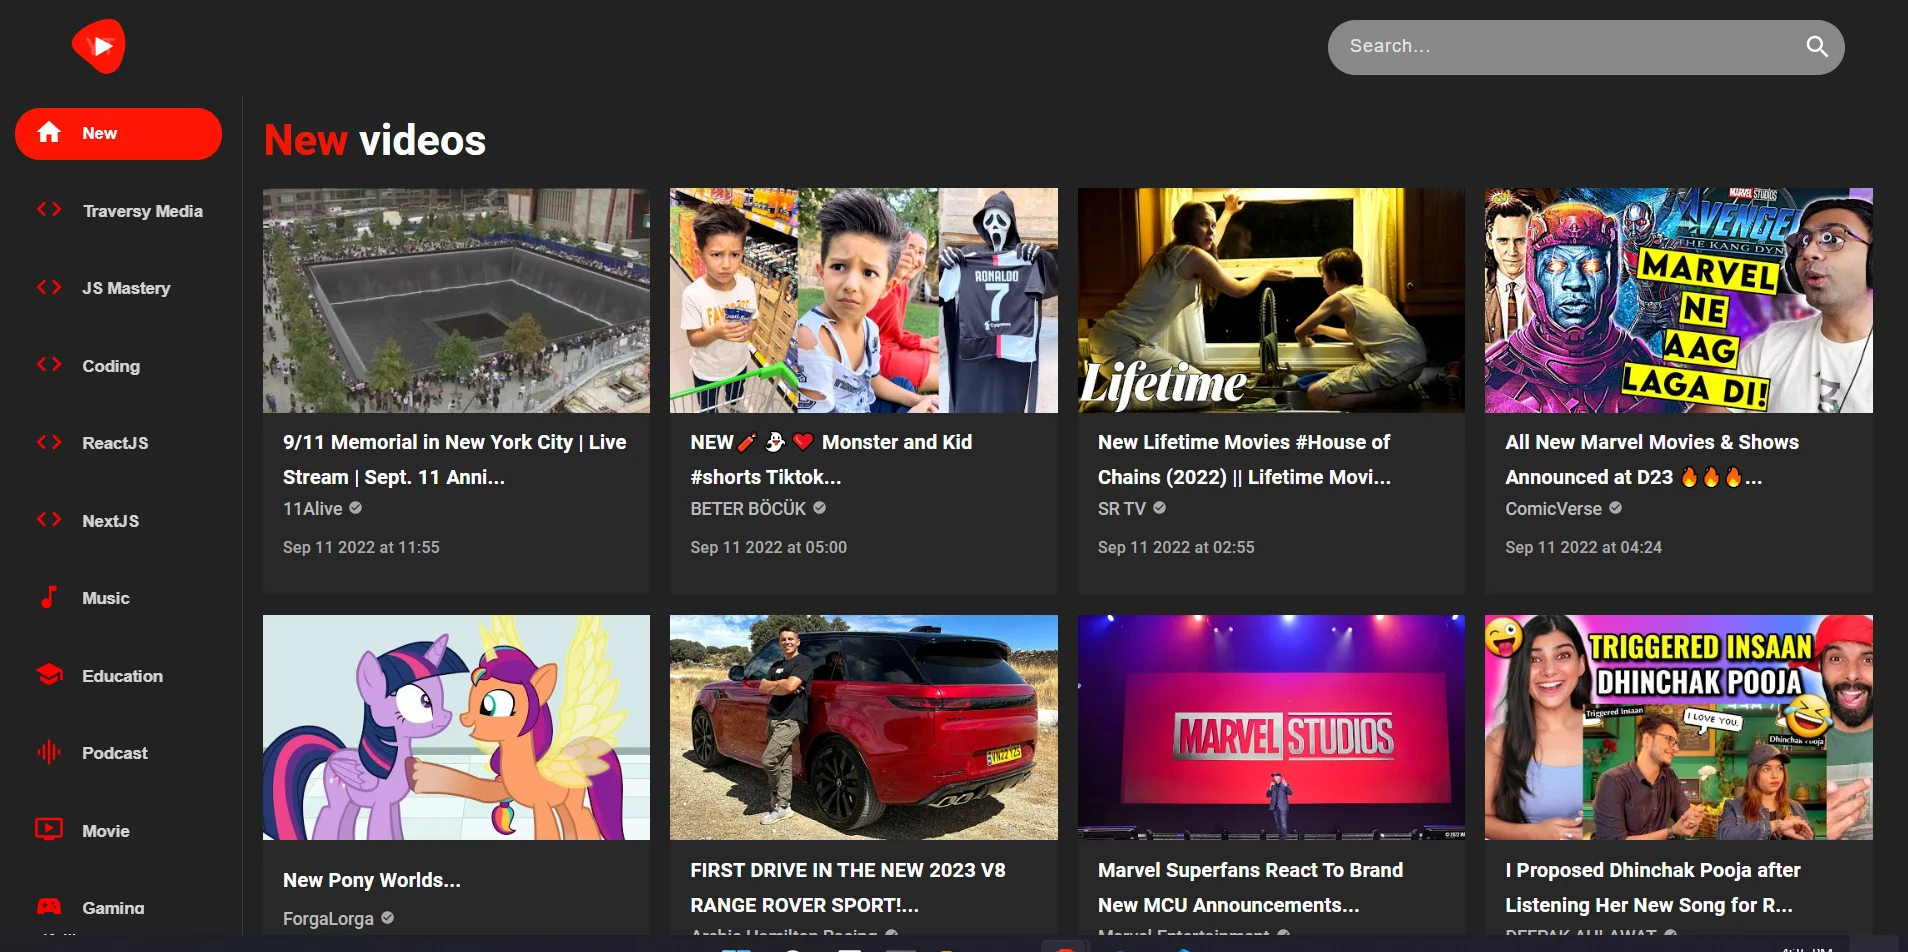 Search...
New
Traversy Media
JS Mastery
Coding
ReactJS
NextJS
Music
Education
Podcast
Movie
Gaming
New videos
RONALDO
7
Lifetime
MARVEL STUDIOS
AVENGE
THE KANG DYN
MARVEL
NE
AAG
LAGA DI!
9/11 Memorial in New York City | Live
Stream | Sept. 11 Anni...
11Alive
Sep 11 2022 at 11:55
NEW🧨 👻 ❤️ Monster and Kid
#shorts Tiktok...
BETER BÖCÜK
Sep 11 2022 at 05:00
New Lifetime Movies #House of
Chains (2022) || Lifetime Movi...
SR TV
Sep 11 2022 at 02:55
All New Marvel Movies & Shows
Announced at D23 🔥🔥🔥...
ComicVerse
Sep 11 2022 at 04:24
MARVEL STUDIOS
TRIGGERED INSAAN
DHINCHAK POOJA
Triggered Insaan
I LOVE YOU.
Dhinchak Pooja
New Pony Worlds...
ForgaLorga
FIRST DRIVE IN THE NEW 2023 V8
RANGE ROVER SPORT!...
Marvel Superfans React To Brand
New MCU Announcements...
Marvel Entertainment
I Proposed Dhinchak Pooja after
Listening Her New Song for R...
DEEPAK AHLAWAT